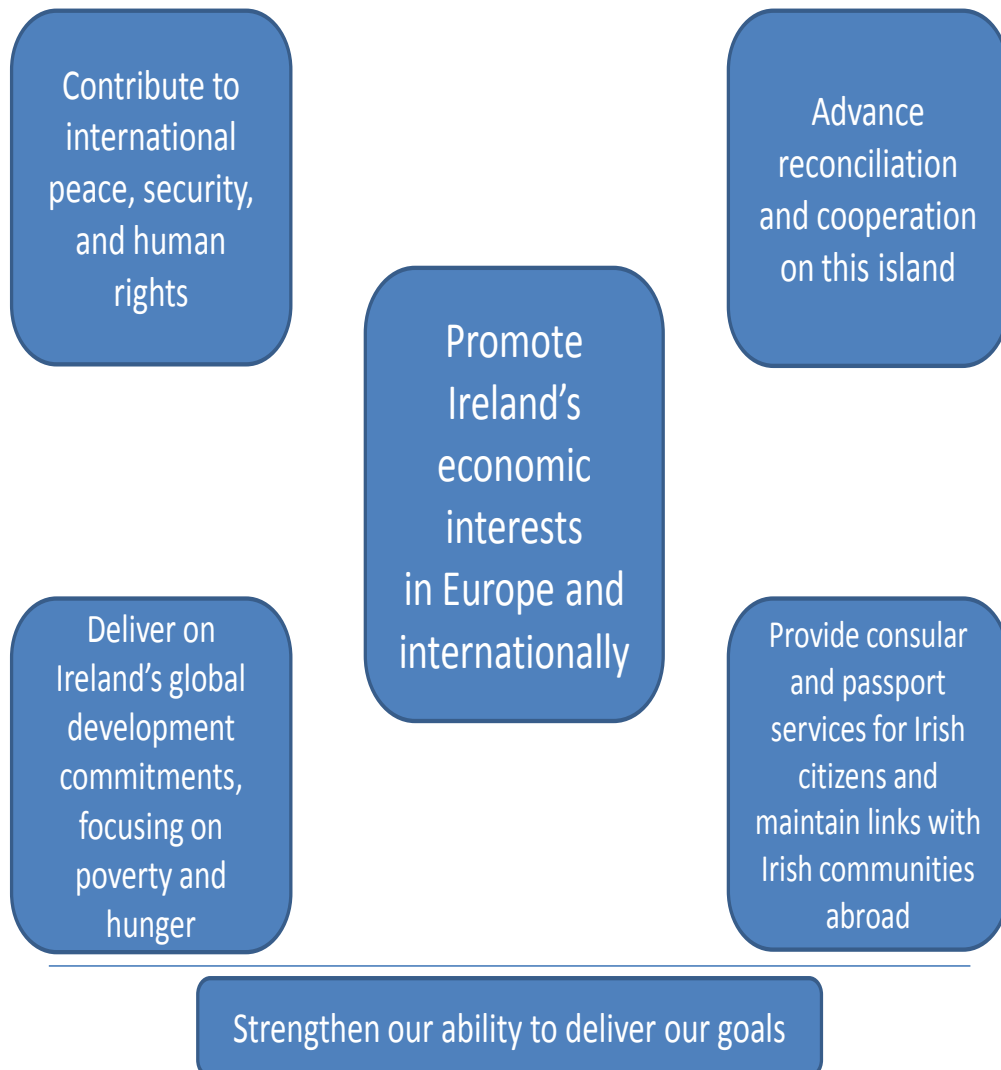 Contribute to
international
peace, security,
and human
rights
Advance
reconciliation
and cooperation
on this island
Promote
Ireland’s
economic
interests
in Europe and
internationally
Deliver on
Ireland’s global
development
commitments,
focusing on
poverty and
hunger
Provide consular
and passport
services for Irish
citizens and
maintain links with
Irish communities
abroad
Strengthen our ability to deliver our goals